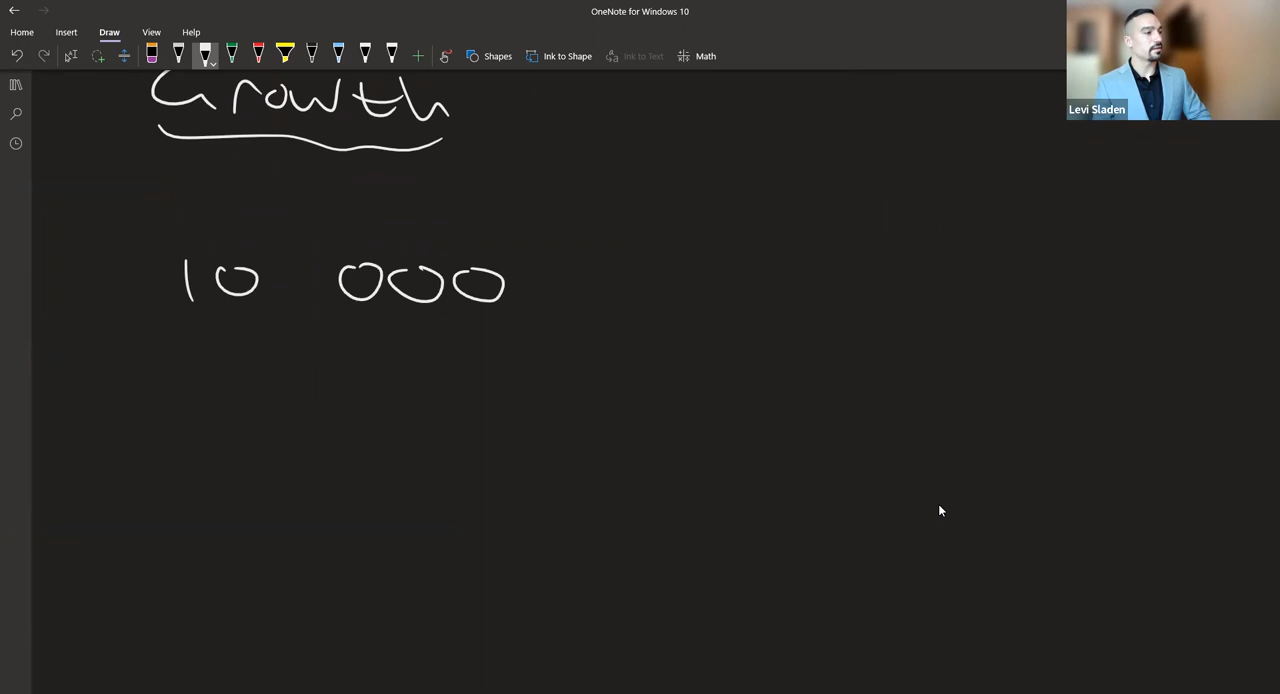 OneNote for Windows 10
Home Insert Draw View Help
Shapes Ink to Shape Ink to Text Math
Levi Sladen
Growth
10 000